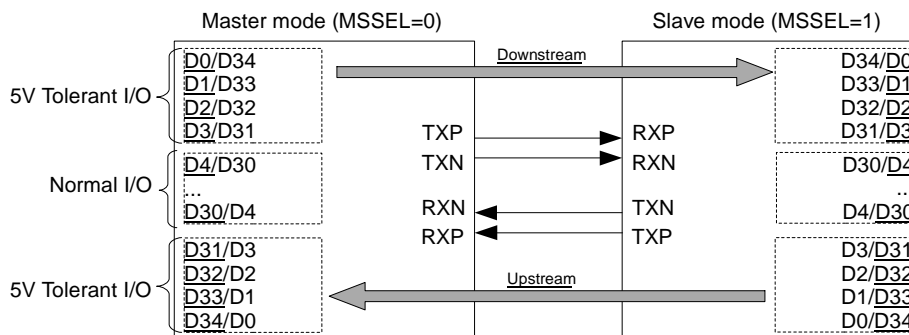 Master mode (MSSEL=0)
Slave mode (MSSEL=1)
5V Tolerant I/O
D0/D34
D1/D33
D2/D32
D3/D31
Normal I/O
D4/D30
...
D30/D4
5V Tolerant I/O
D31/D3
D32/D2
D33/D1
D34/D0
Downstream
TXP
RXP
TXN
RXN
RXN
TXN
RXP
TXP
Upstream
D34/D0
D33/D1
D32/D2
D31/D3
D30/D4
...
D4/D30
D3/D31
D2/D32
D1/D33
D0/D34